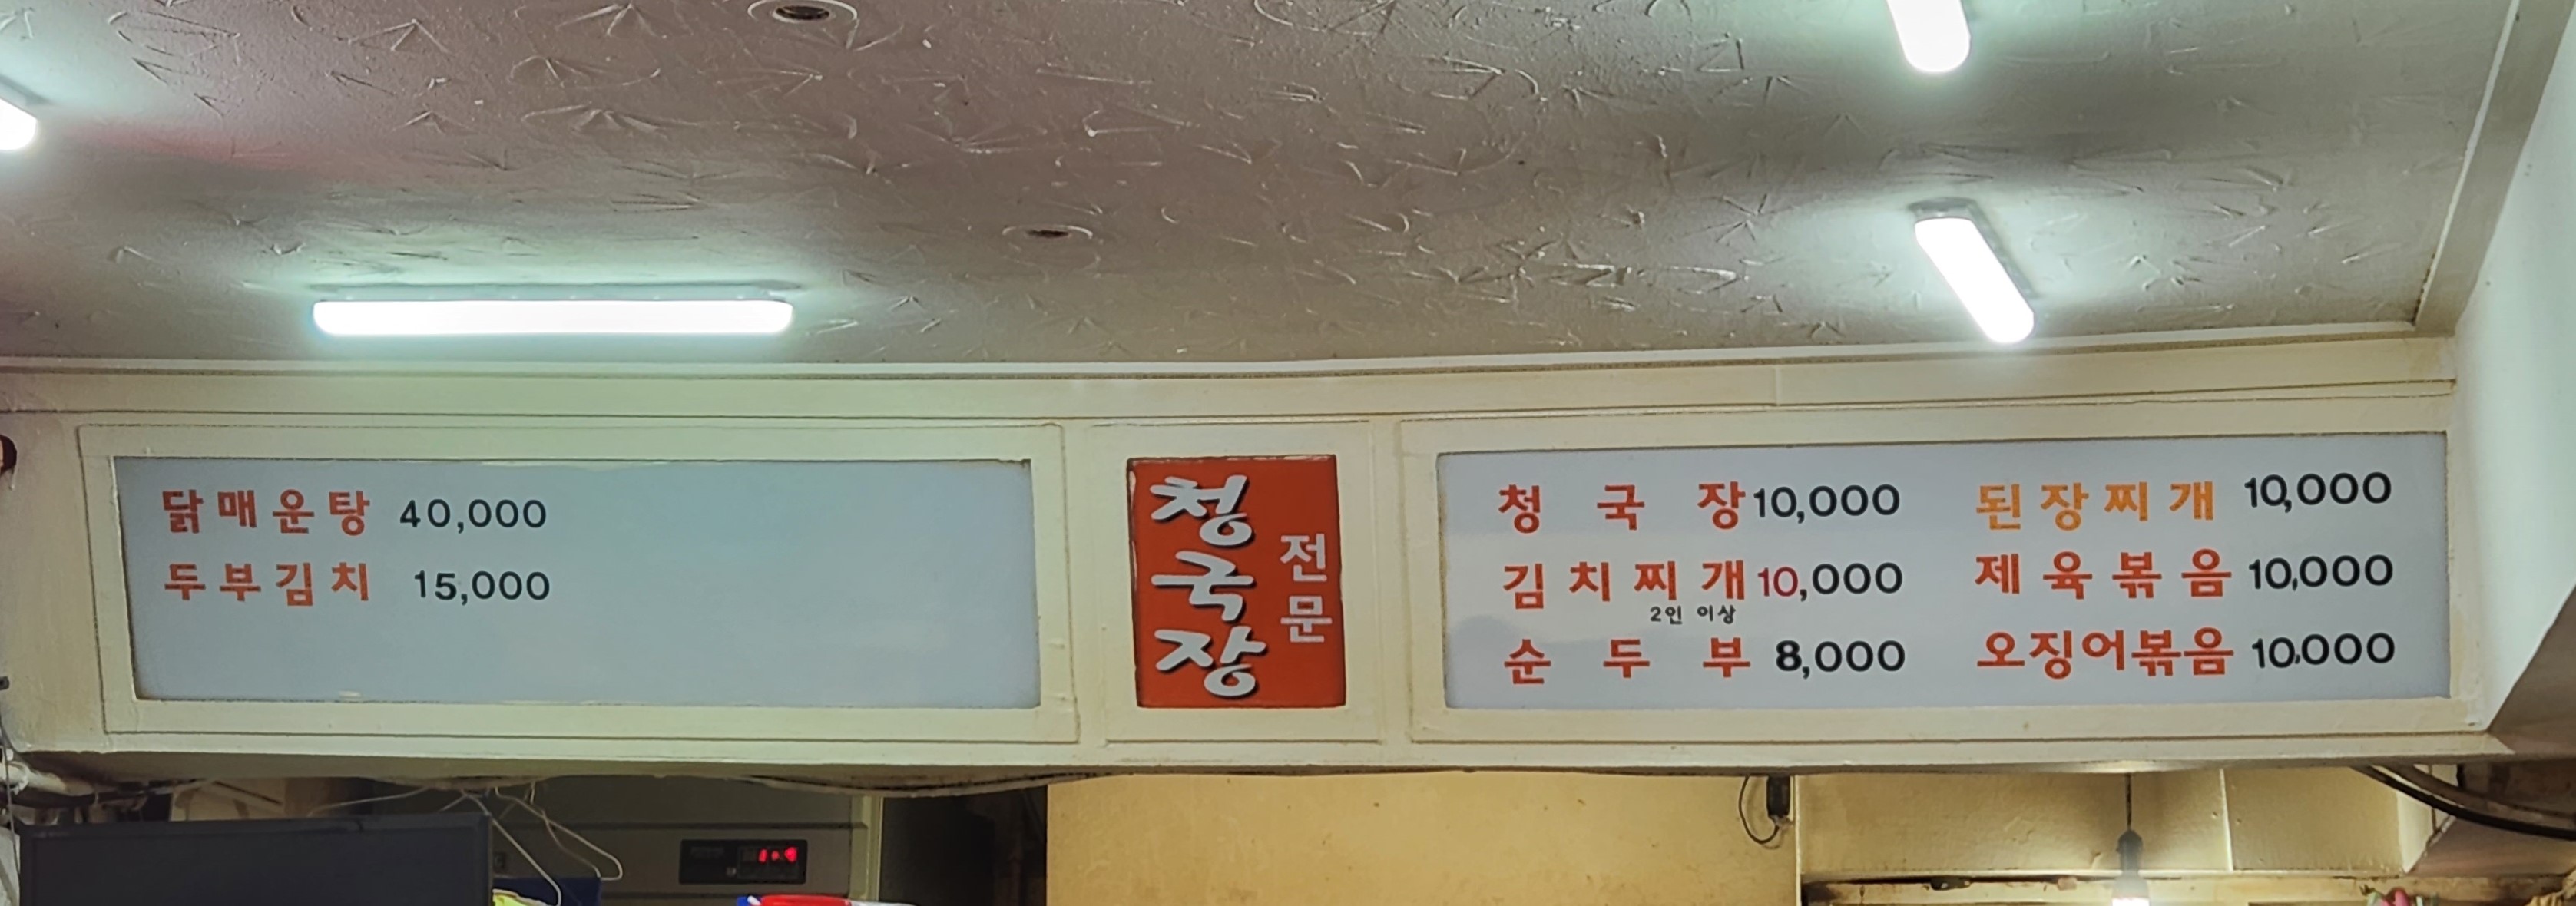 닭매운탕 40,000
두부김치 15,000
청국장
전문
청국장 10,000
김치찌개 10,000
2인 이상
순두부 8,000
된장찌개 10,000
제육볶음 10,000
오징어볶음 10,000